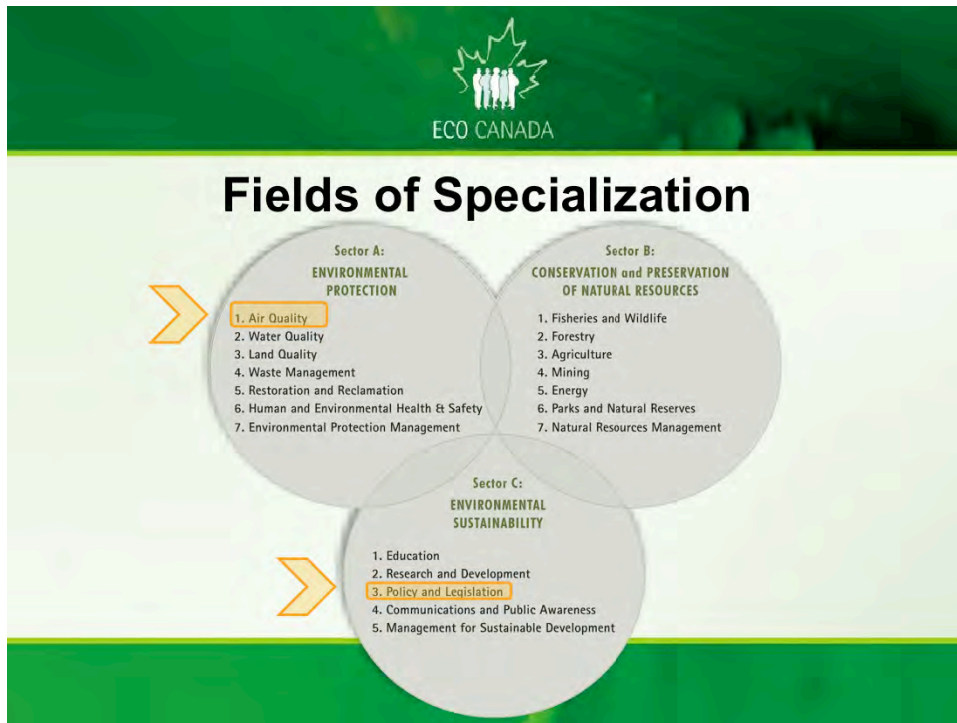 ECO CANADA
Fields of Specialization
Sector A:
ENVIRONMENTAL
PROTECTION
1. Air Quality
2. Water Quality
3. Land Quality
4. Waste Management
5. Restoration and Reclamation
6. Human and Environmental Health & Safety
7. Environmental Protection Management
Sector B:
CONSERVATION and PRESERVATION
OF NATURAL RESOURCES
1. Fisheries and Wildlife
2. Forestry
3. Agriculture
4. Mining
5. Energy
6. Parks and Natural Reserves
7. Natural Resources Management
Sector C:
ENVIRONMENTAL
SUSTAINABILITY
1. Education
2. Research and Development
3. Policy and Legislation
4. Communications and Public Awareness
5. Management for Sustainable Development